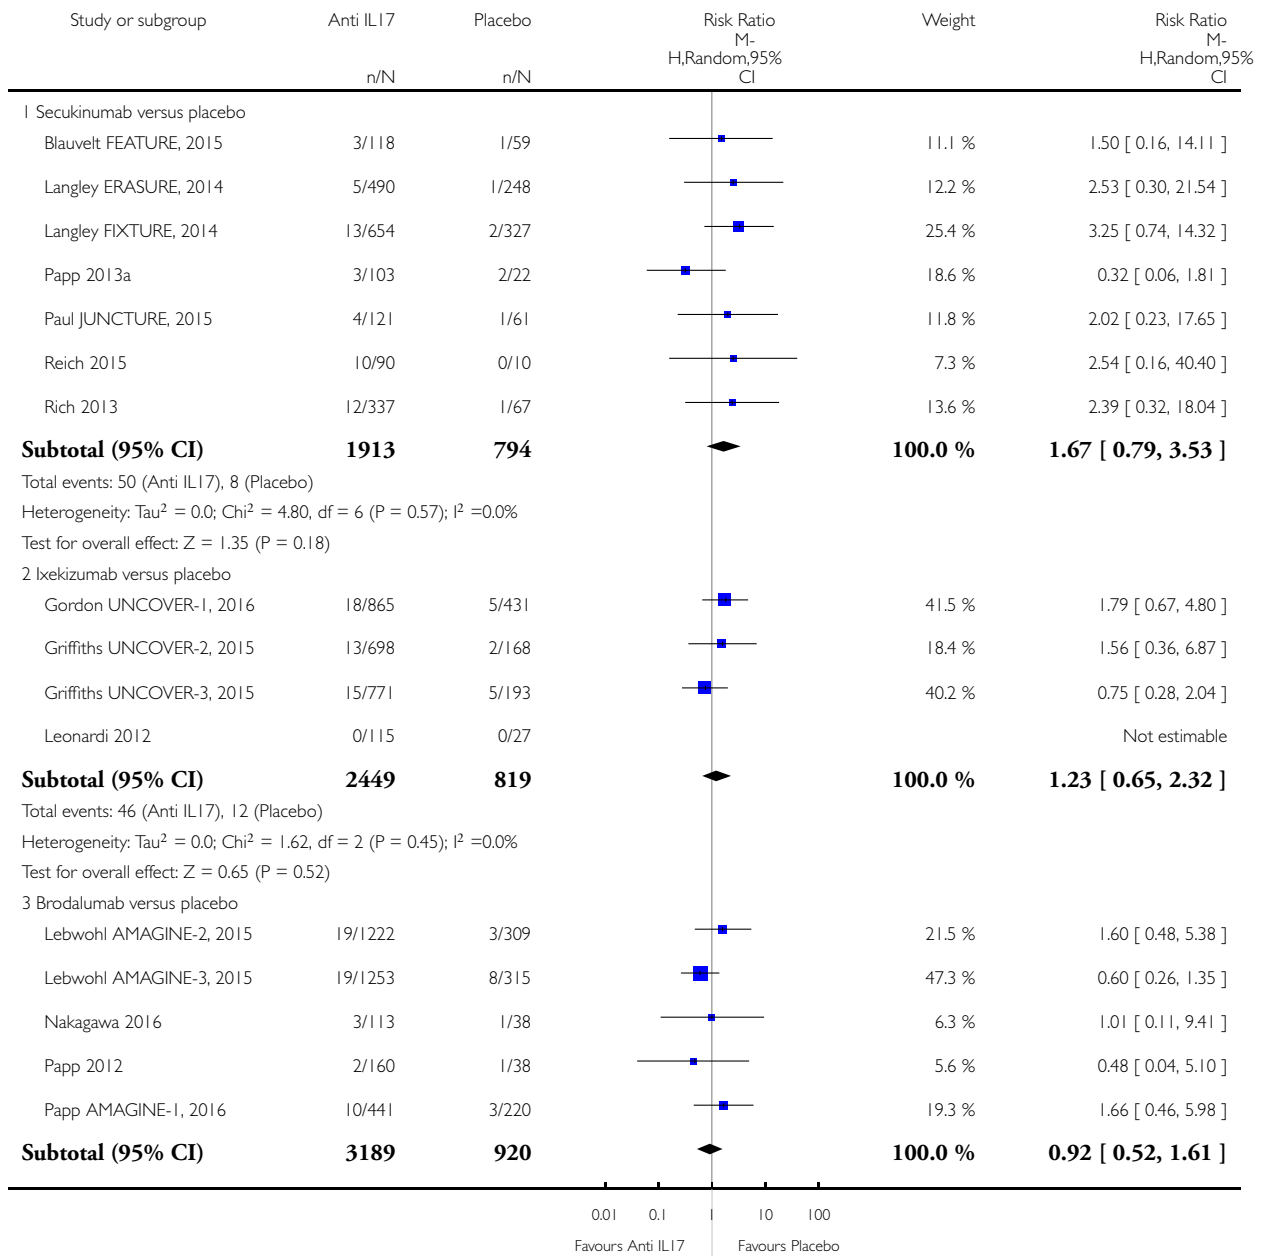 Study or subgroup Anti IL17 Placebo Risk Ratio Weight Risk Ratio
M- M-
H,Random,95% H,Random,95%
n/N n/N CI CI
1 Secukinumab versus placebo
Blauvelt FEATURE, 2015 3/118 1/59 11.1 % 1.50 [ 0.16, 14.11 ]
Langley ERASURE, 2014 5/490 1/248 12.2 % 2.53 [ 0.30, 21.54 ]
Langley FIXTURE, 2014 13/654 2/327 25.4 % 3.25 [ 0.74, 14.32 ]
Papp 2013a 3/103 2/22 18.6 % 0.32 [ 0.06, 1.81 ]
Paul JUNCTURE, 2015 4/121 1/61 11.8 % 2.02 [ 0.23, 17.65 ]
Reich 2015 10/90 0/10 7.3 % 2.54 [ 0.16, 40.40 ]
Rich 2013 12/337 1/67 13.6 % 2.39 [ 0.32, 18.04 ]
Subtotal (95% CI) 1913 794 100.0 % 1.67 [ 0.79, 3.53 ]
Total events: 50 (Anti IL17), 8 (Placebo)
Heterogeneity: Tau² = 0.0; Chi² = 4.80, df = 6 (P = 0.57); I² =0.0%
Test for overall effect: Z = 1.35 (P = 0.18)
2 Ixekizumab versus placebo
Gordon UNCOVER-1, 2016 18/865 5/431 41.5 % 1.79 [ 0.67, 4.80 ]
Griffiths UNCOVER-2, 2015 13/698 2/168 18.4 % 1.56 [ 0.36, 6.87 ]
Griffiths UNCOVER-3, 2015 15/771 5/193 40.2 % 0.75 [ 0.28, 2.04 ]
Leonardi 2012 0/115 0/27 Not estimable
Subtotal (95% CI) 2449 819 100.0 % 1.23 [ 0.65, 2.32 ]
Total events: 46 (Anti IL17), 12 (Placebo)
Heterogeneity: Tau² = 0.0; Chi² = 1.62, df = 2 (P = 0.45); I² =0.0%
Test for overall effect: Z = 0.65 (P = 0.52)
3 Brodalumab versus placebo
Lebwohl AMAGINE-2, 2015 19/1222 3/309 21.5 % 1.60 [ 0.48, 5.38 ]
Lebwohl AMAGINE-3, 2015 19/1253 8/315 47.3 % 0.60 [ 0.26, 1.35 ]
Nakagawa 2016 3/113 1/38 6.3 % 1.01 [ 0.11, 9.41 ]
Papp 2012 2/160 1/38 5.6 % 0.48 [ 0.04, 5.10 ]
Papp AMAGINE-1, 2016 10/441 3/220 19.3 % 1.66 [ 0.46, 5.98 ]
Subtotal (95% CI) 3189 920 100.0 % 0.92 [ 0.52, 1.61 ]
0.01 0.1 1 10 100
Favours Anti IL17 Favours Placebo